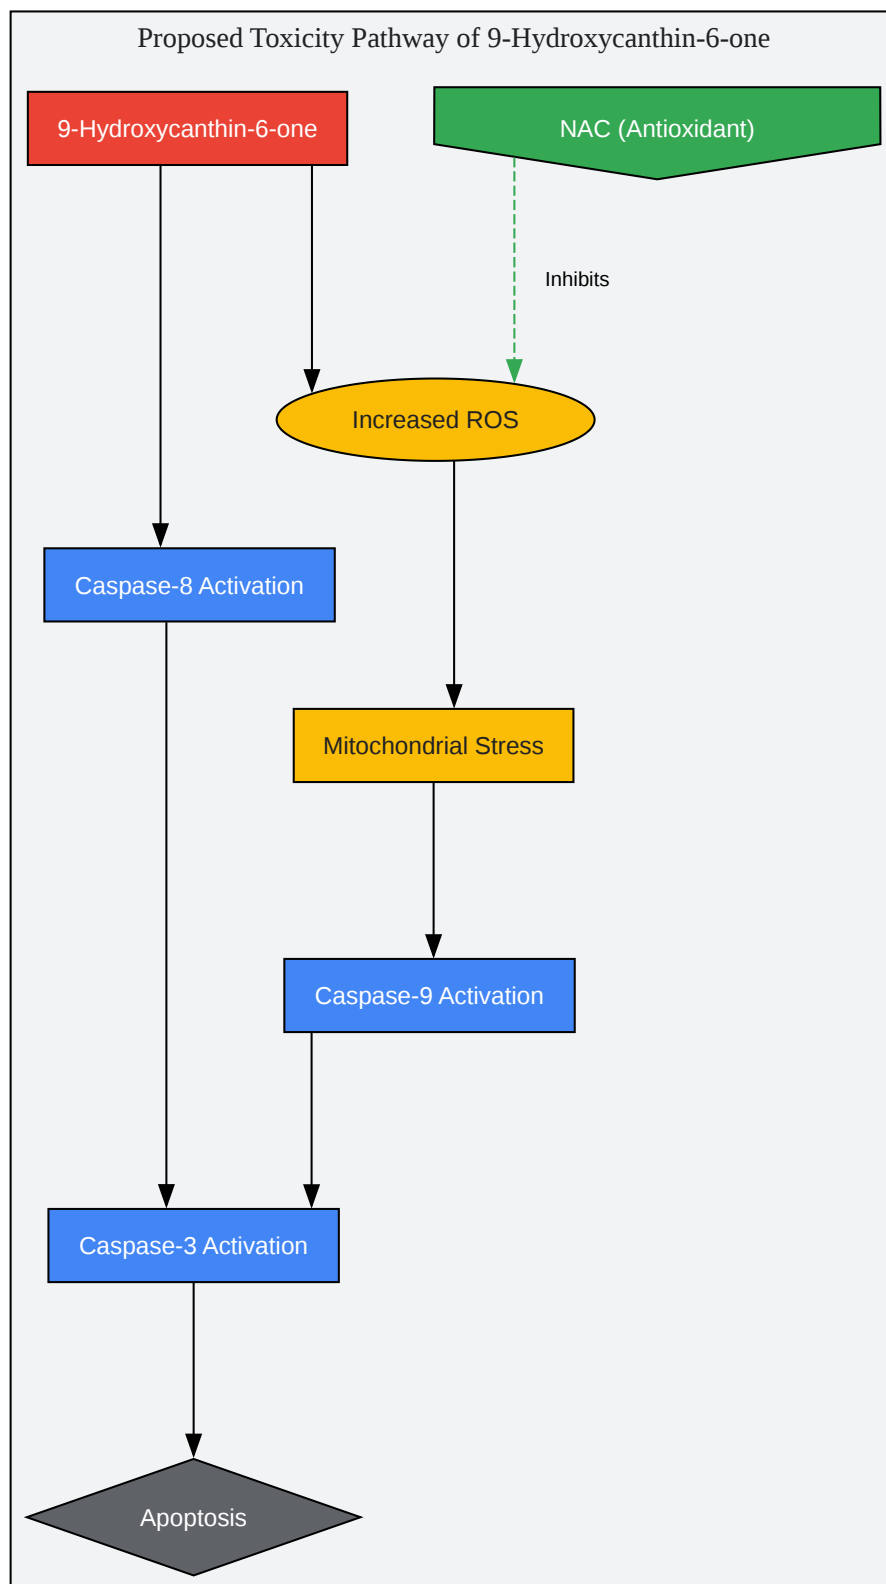 Proposed Toxicity Pathway of 9-Hydroxycanthin-6-one
9-Hydroxycanthin-6-one
NAC (Antioxidant)
Inhibits
Increased ROS
Caspase-8 Activation
Mitochondrial Stress
Caspase-9 Activation
Caspase-3 Activation
Apoptosis